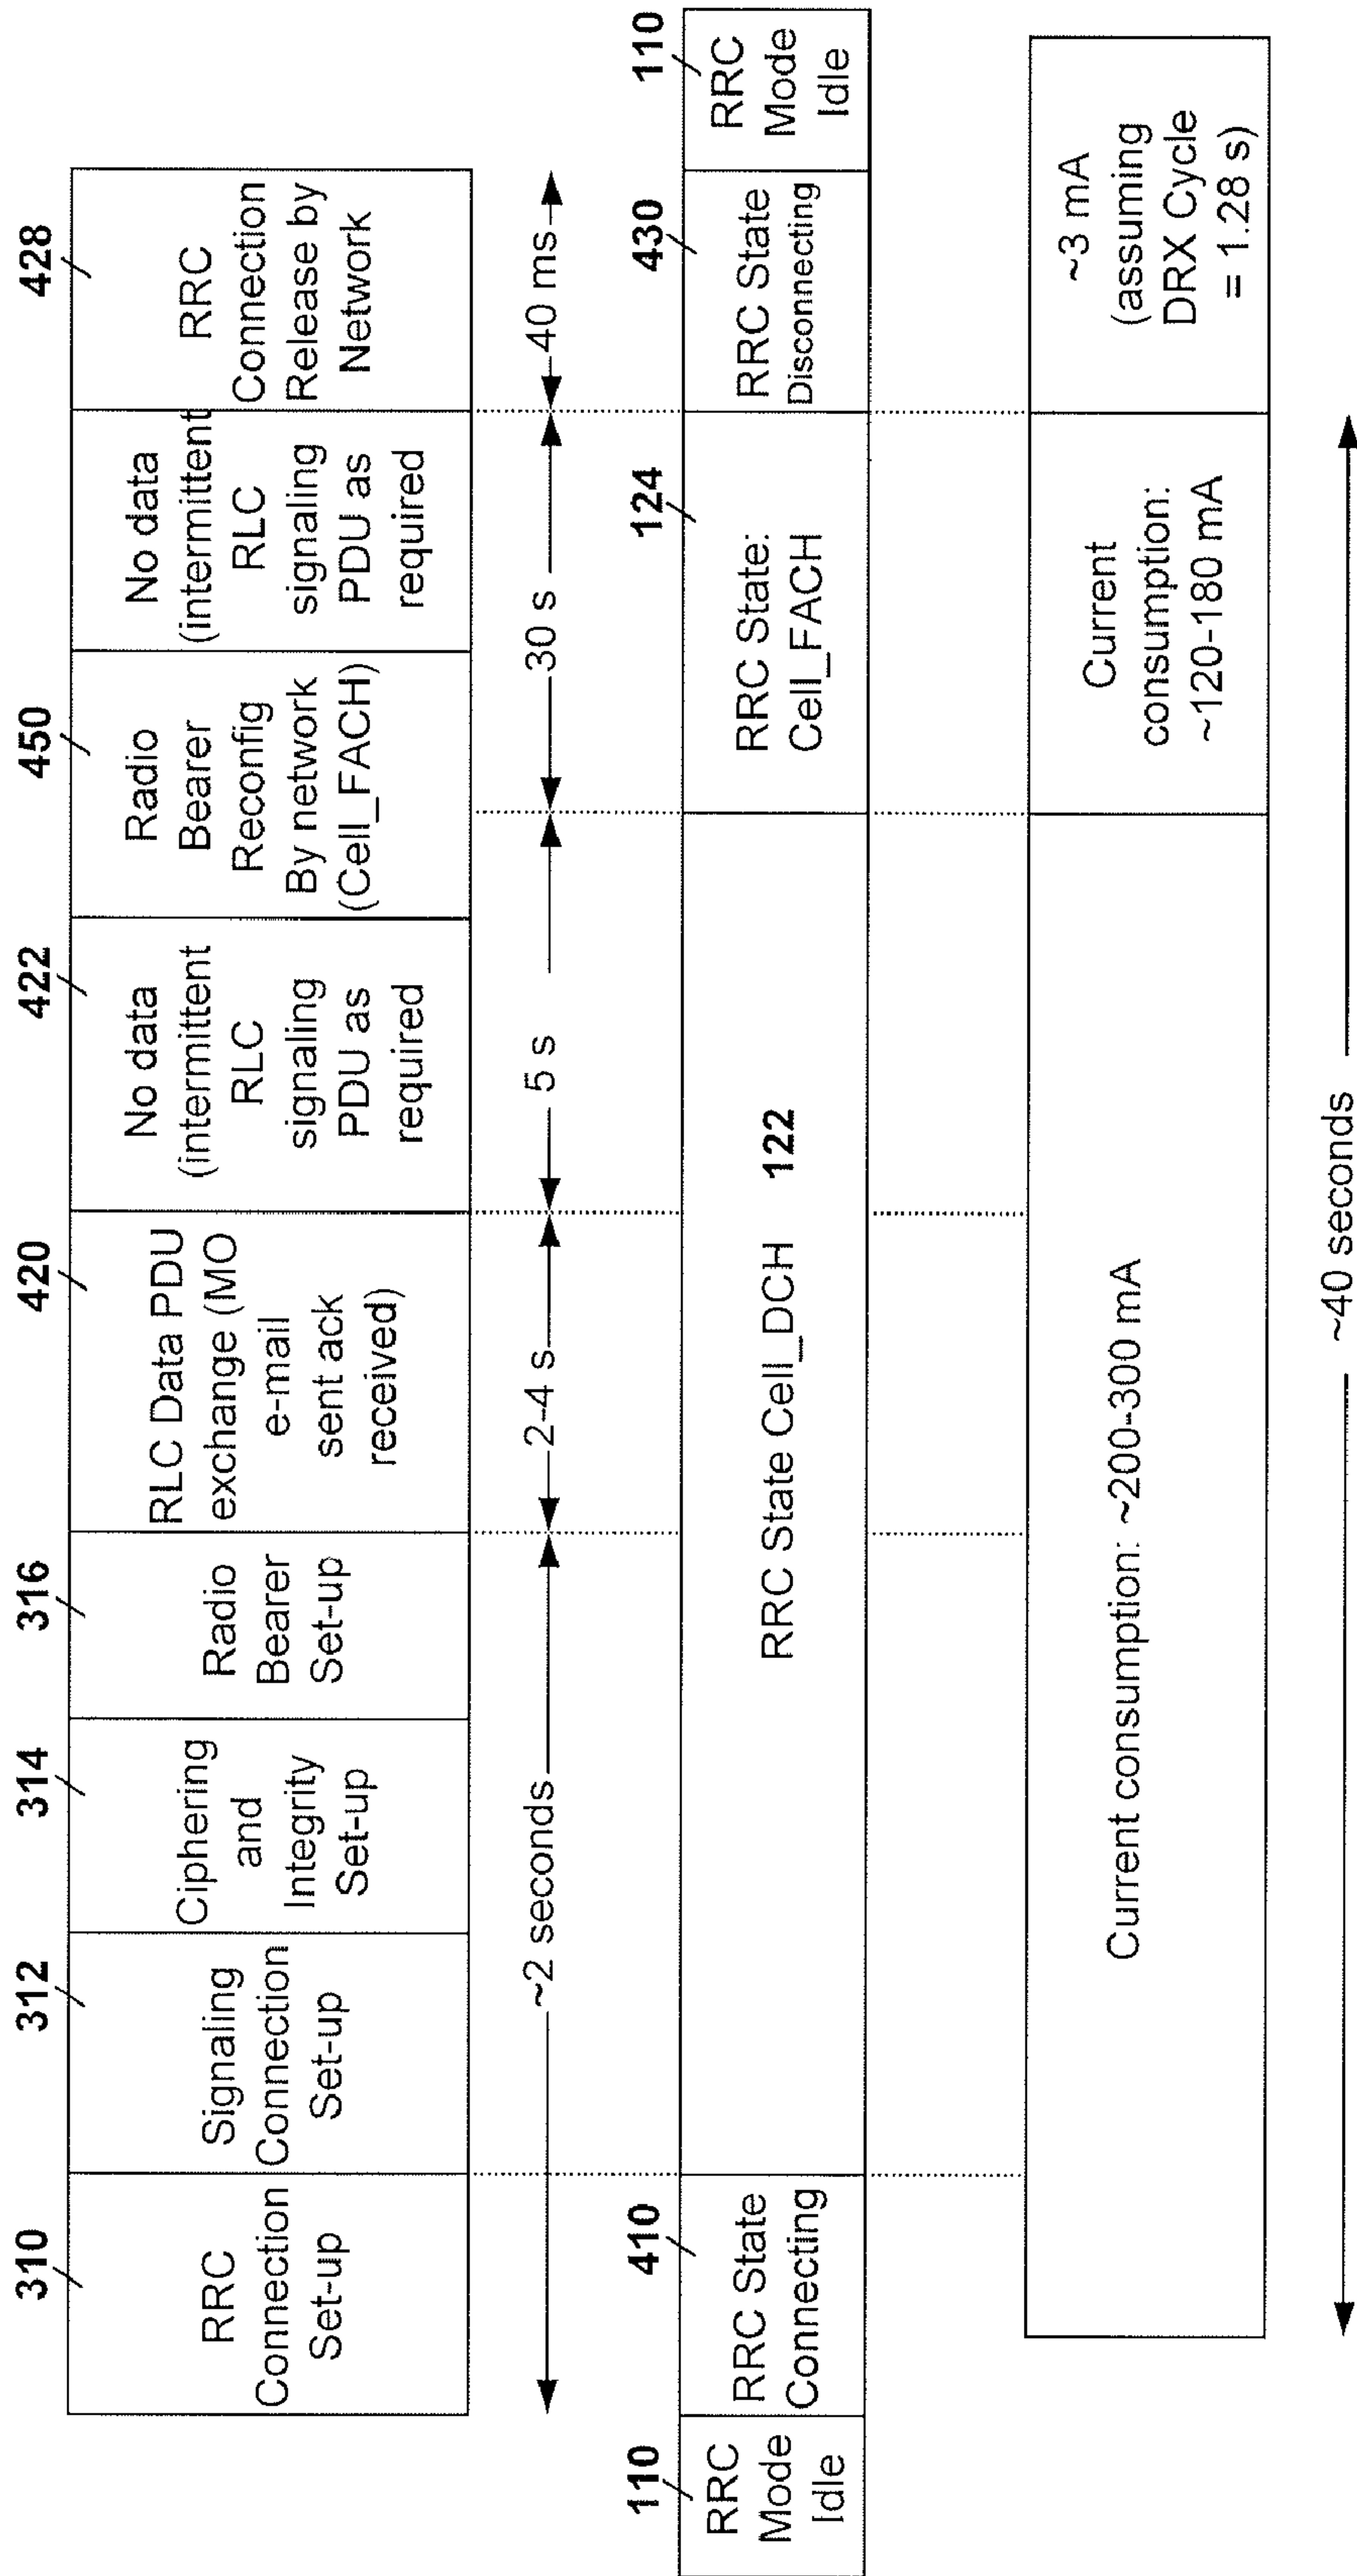 310
312
314
316
420
422
450
428
RRC
Connection
Set-up
Signaling
Connection
Set-up
Ciphering
and
Integrity
Set-up
Radio
Bearer
Set-up
RLC Data PDU
exchange (MO
e-mail
sent ack
received)
No data
(intermittent
RLC
signaling
PDU as
required
Radio
Bearer
Reconfig
By network
(Cell_FACH)
No data
(intermittent
RLC
signaling
PDU as
required
RRC
Connection
Release by
Network
~2 seconds
2-4 s
5 s
30 s
40 ms
110
410
124
430
110
RRC
Mode
Idle
RRC State
Connecting
RRC State Cell_DCH 122
RRC State:
Cell_FACH
RRC State
Disconnecting
RRC
Mode
Idle
Current consumption: ~200-300 mA
Current
consumption:
~120-180 mA
~3 mA
(assuming
DRX Cycle
= 1.28 s)
~40 seconds